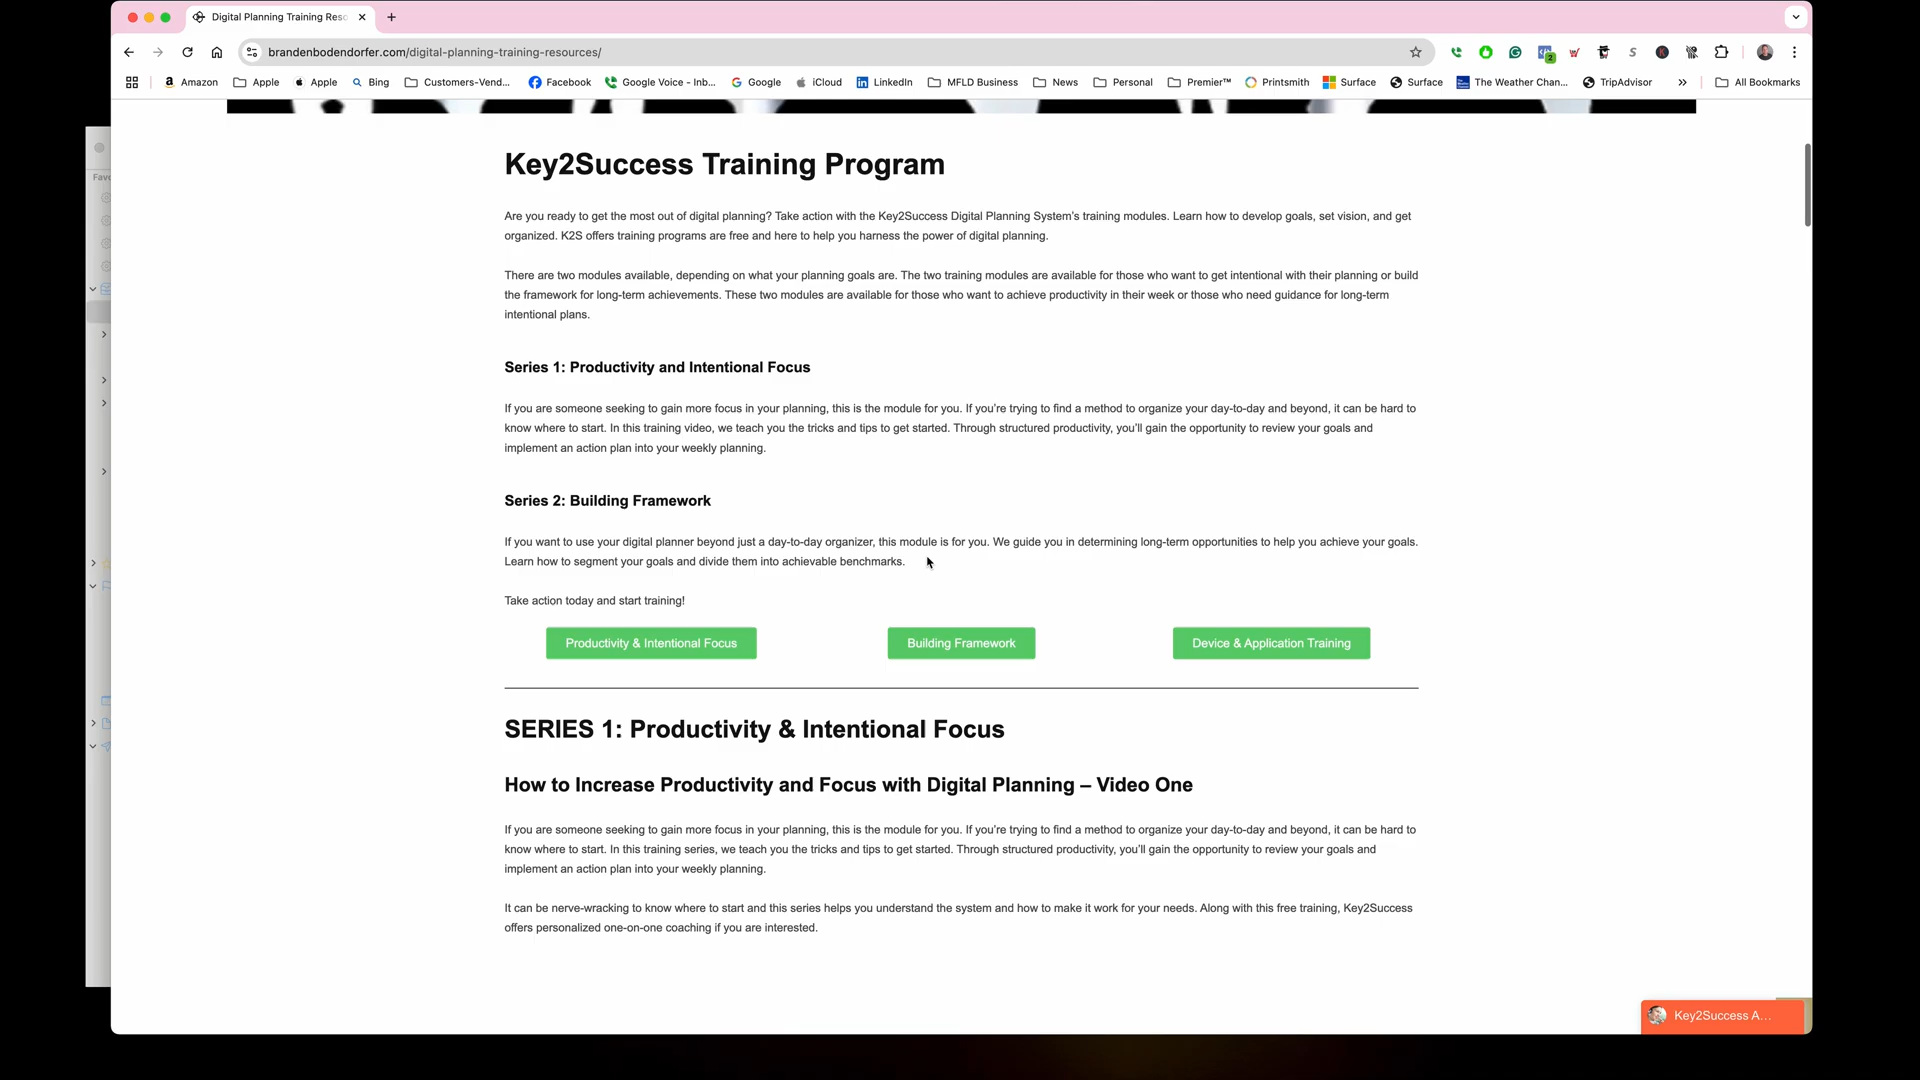 Digital Planning Training Reso
brandenbodendorfer.com/digital-planning-training-resources/
2
Amazon Apple Apple Bing Customers-Vend... Facebook Google Voice - Inb... Google iCloud LinkedIn MFLD Business News Personal Premier™ Printsmith Surface Surface The Weather Chan... TripAdvisor All Bookmarks
Key2Success Training Program
Are you ready to get the most out of digital planning? Take action with the Key2Success Digital Planning System's training modules. Learn how to develop goals, set vision, and get
organized. K2S offers training programs are free and here to help you harness the power of digital planning.
There are two modules available, depending on what your planning goals are. The two training modules are available for those who want to get intentional with their planning or build
the framework for long-term achievements. These two modules are available for those who want to achieve productivity in their week or those who need guidance for long-term
intentional plans.
Series 1: Productivity and Intentional Focus
If you are someone seeking to gain more focus in your planning, this is the module for you. If you're trying to find a method to organize your day-to-day and beyond, it can be hard to
know where to start. In this training video, we teach you the tricks and tips to get started. Through structured productivity, you'll gain the opportunity to review your goals and
implement an action plan into your weekly planning.
Series 2: Building Framework
If you want to use your digital planner beyond just a day-to-day organizer, this module is for you. We guide you in determining long-term opportunities to help you achieve your goals.
Learn how to segment your goals and divide them into achievable benchmarks.
Take action today and start training!
Productivity & Intentional Focus Building Framework Device & Application Training
SERIES 1: Productivity & Intentional Focus
How to Increase Productivity and Focus with Digital Planning – Video One
If you are someone seeking to gain more focus in your planning, this is the module for you. If you're trying to find a method to organize your day-to-day and beyond, it can be hard to
know where to start. In this training series, we teach you the tricks and tips to get started. Through structured productivity, you'll gain the opportunity to review your goals and
implement an action plan into your weekly planning.
It can be nerve-wracking to know where to start and this series helps you understand the system and how to make it work for your needs. Along with this free training, Key2Success
offers personalized one-on-one coaching if you are interested.
Key2Success A...